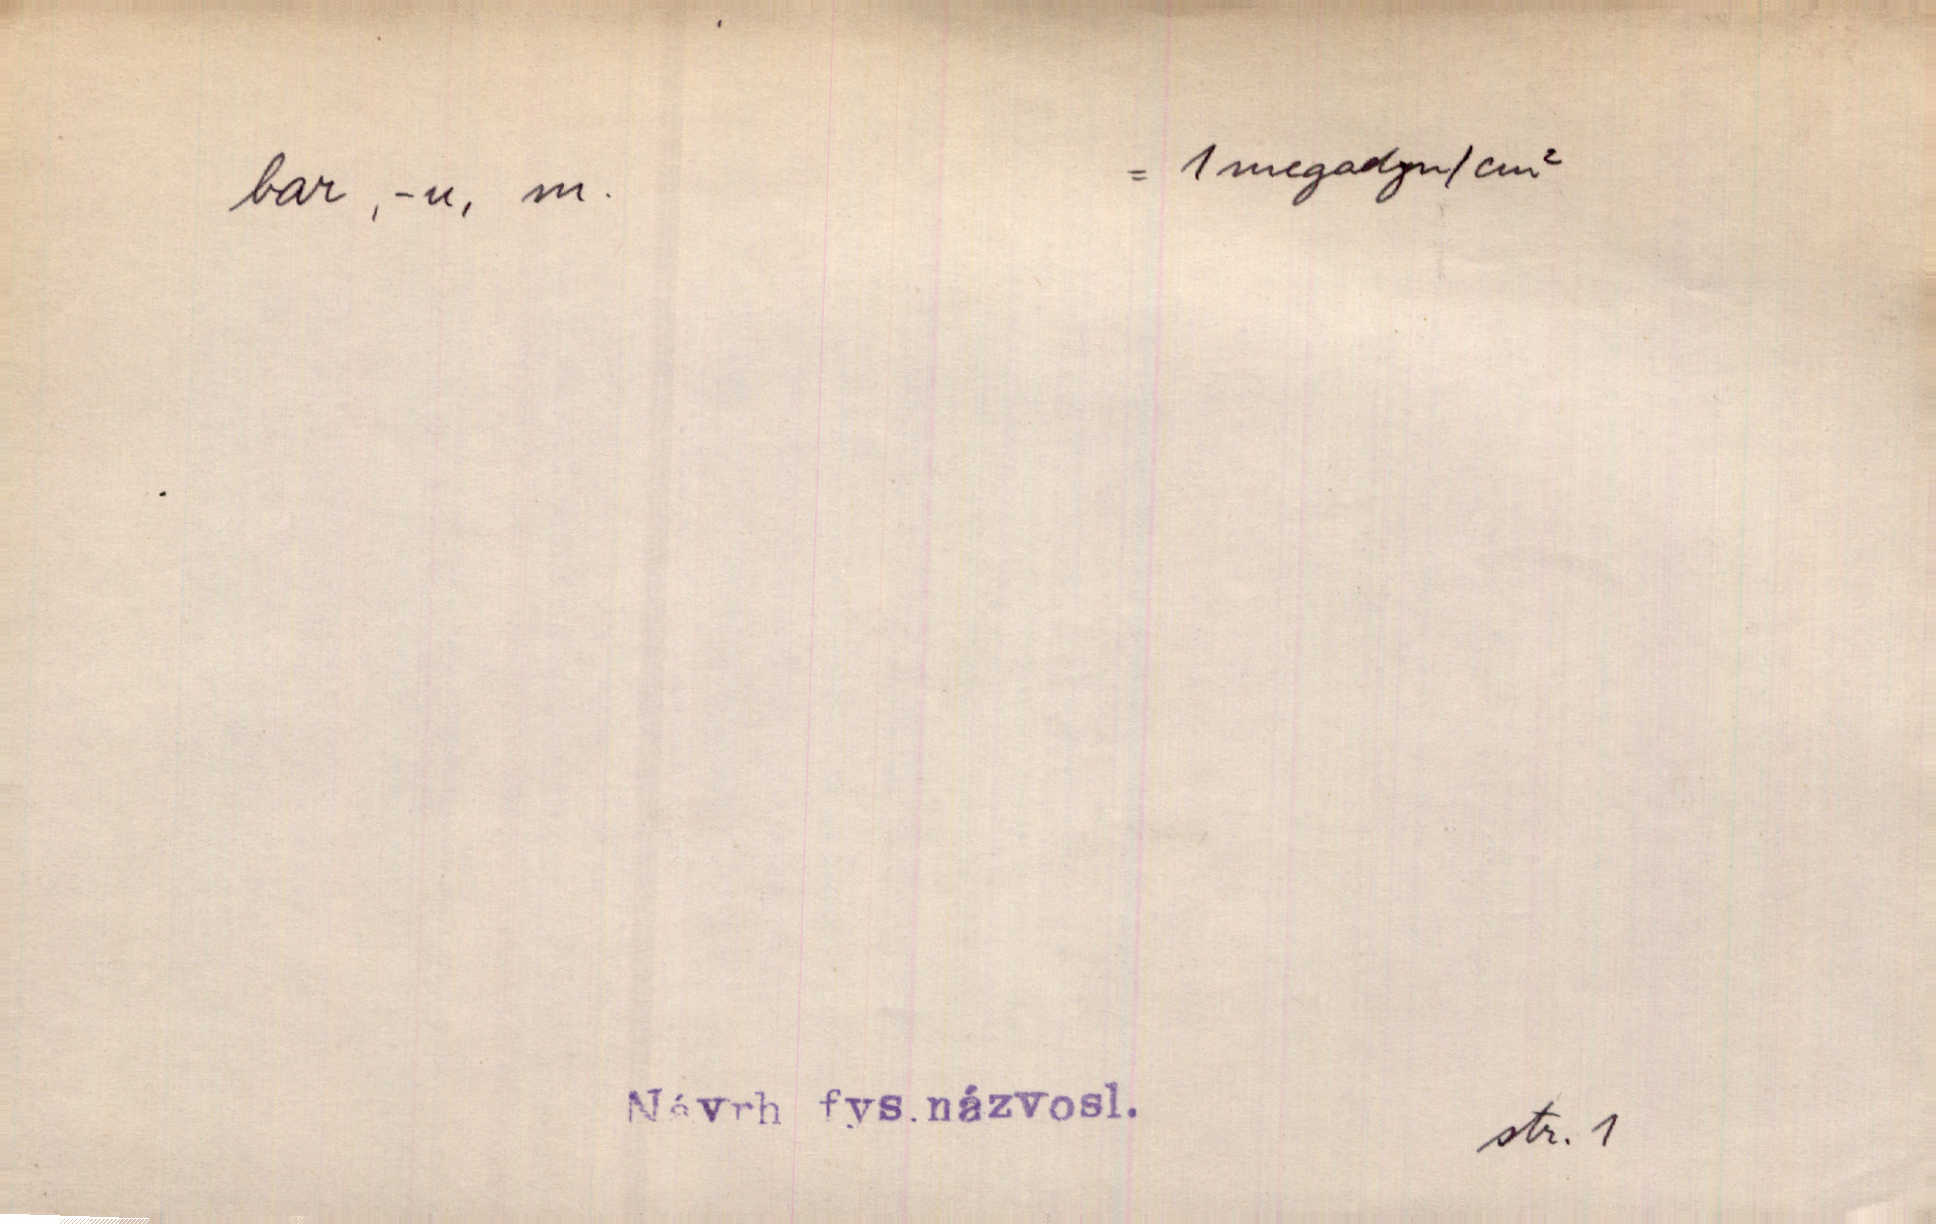 bar, -u, m.
= 1 megadyn/cm²
Návrh fys.názvosl.
str. 1